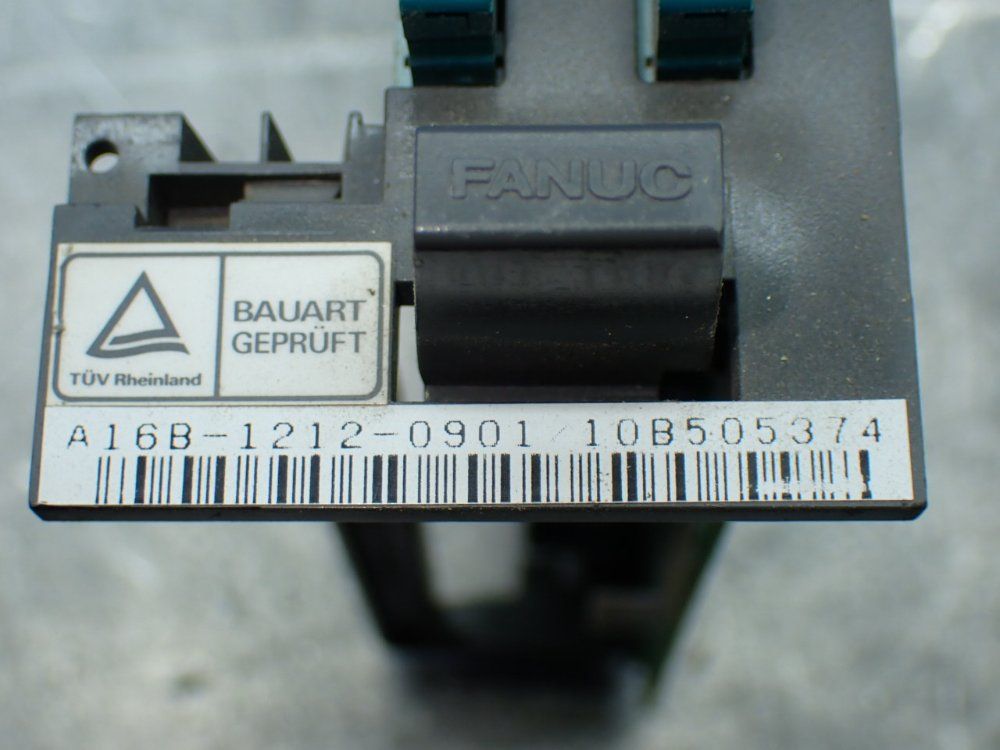 FANUC
BAUART
GEPRÜFT
TÜV Rheinland
A16B-1212-0901/10B505374